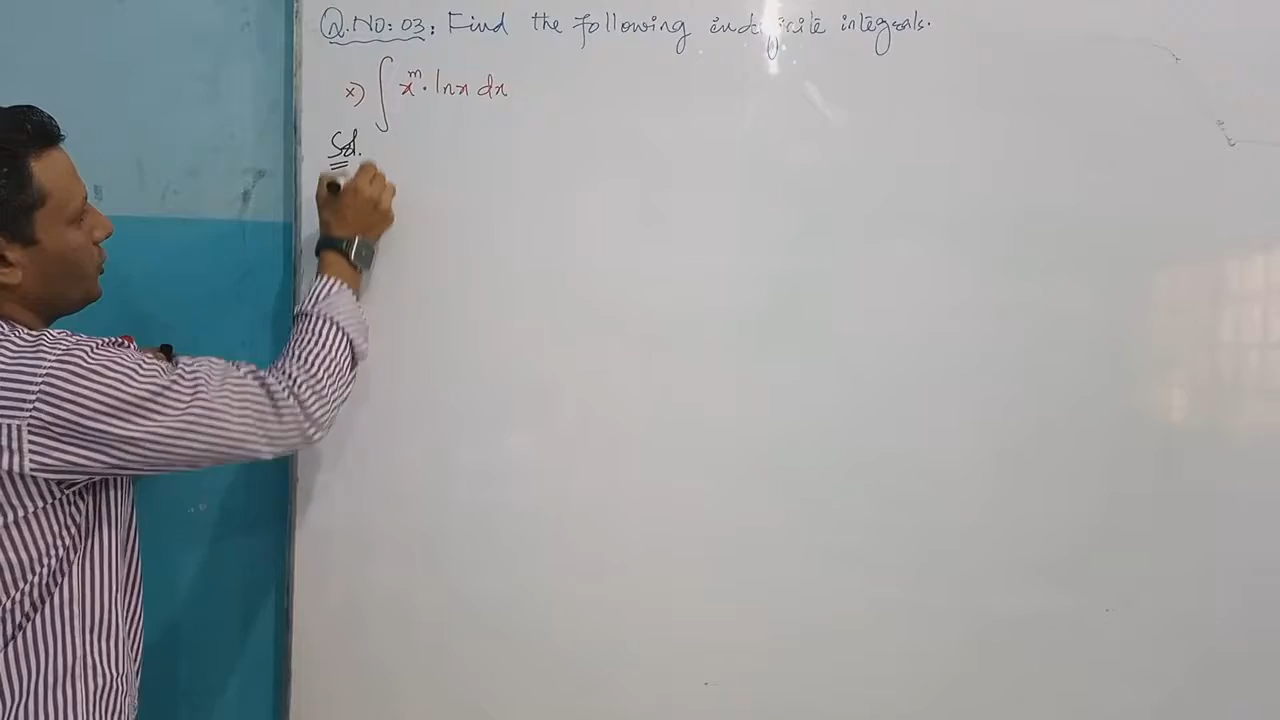 Q.NO: 03: Find the following indefinite integrals.
x) ∫ x^m · lnx dx
Sol.